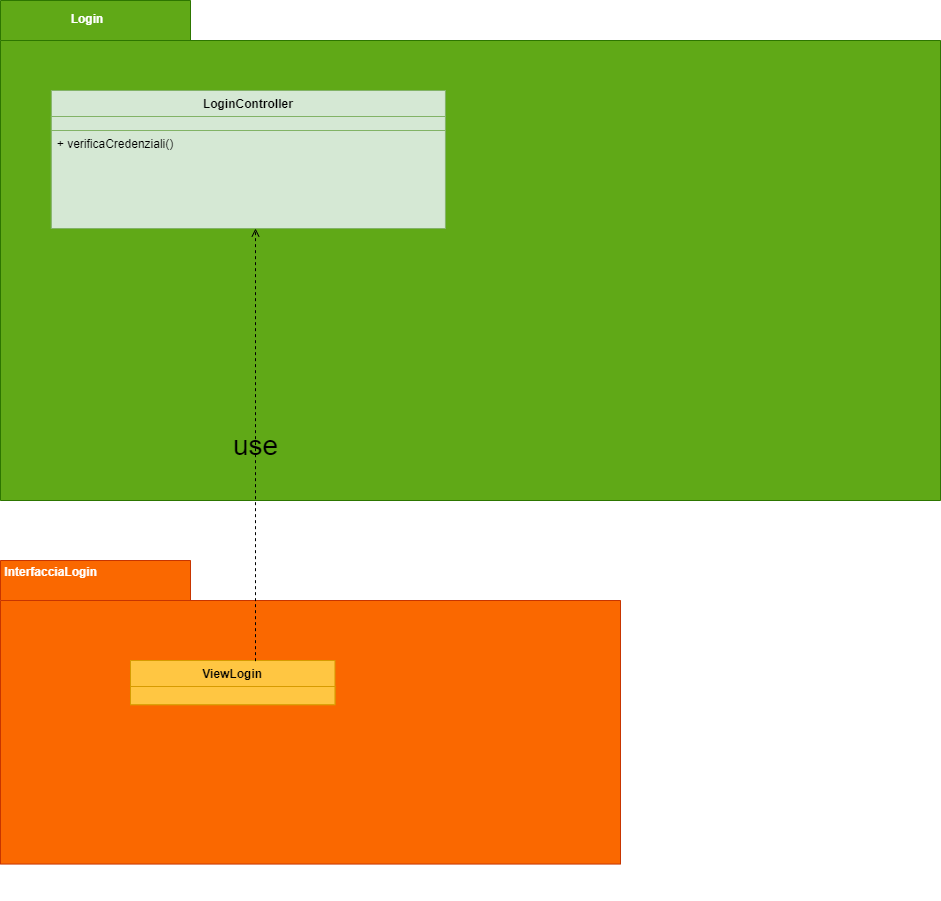 Login
LoginController
+ verificaCredenziali()
use
InterfacciaLogin
ViewLogin